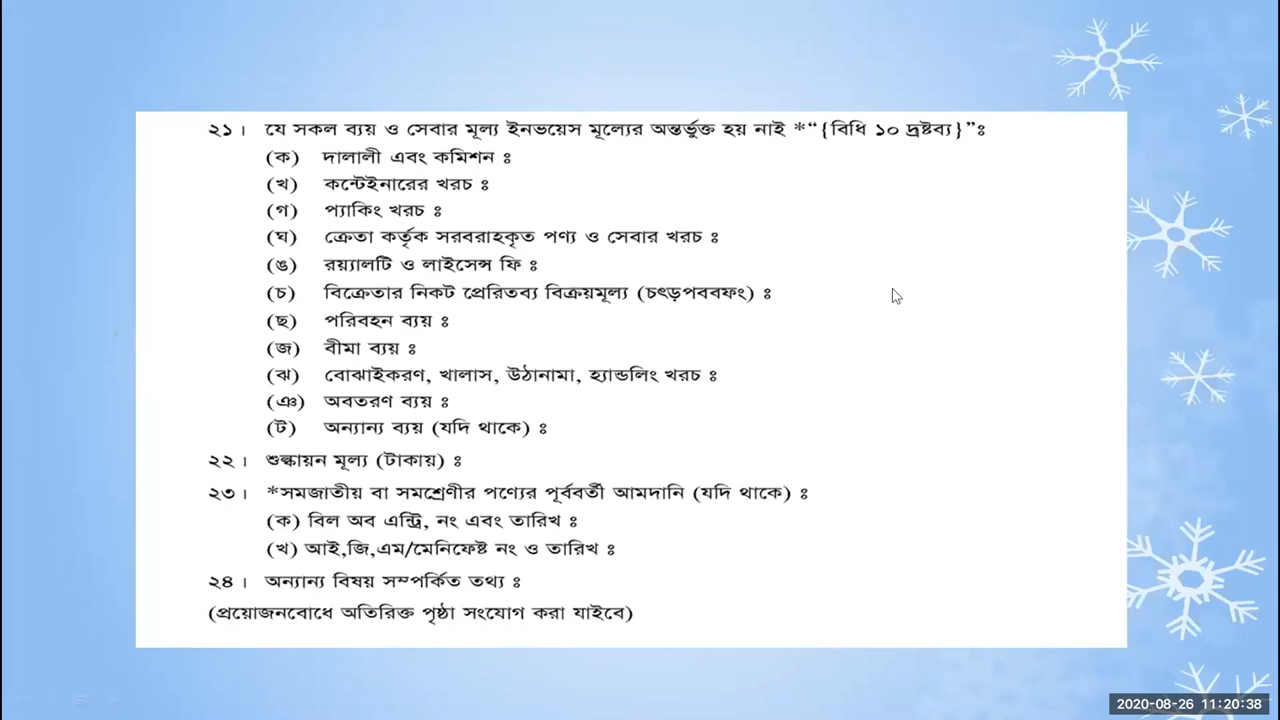 ২১। যে সকল ব্যয় ও সেবার মূল্য ইনভয়েস মূল্যের অন্তর্ভুক্ত হয় নাই *“{বিধি ১০ দ্রষ্টব্য}”ঃ
(ক) দালালী এবং কমিশন ঃ
(খ) কন্টেইনারের খরচ ঃ
(গ) প্যাকিং খরচ ঃ
(ঘ) ক্রেতা কর্তৃক সরবরাহকৃত পণ্য ও সেবার খরচ ঃ
(ঙ) রয়্যালটি ও লাইসেন্স ফি ঃ
(চ) বিক্রেতার নিকট প্রেরিতব্য বিক্রয়মূল্য (চৎড়পববফং) ঃ
(ছ) পরিবহন ব্যয় ঃ
(জ) বীমা ব্যয় ঃ
(ঝ) বোঝাইকরণ, খালাস, উঠানামা, হ্যান্ডলিং খরচ ঃ
(ঞ) অবতরণ ব্যয় ঃ
(ট) অন্যান্য ব্যয় (যদি থাকে) ঃ
২২। শুল্কায়ন মূল্য (টাকায়) ঃ
২৩। *সমজাতীয় বা সমশ্রেণীর পণ্যের পূর্ববর্তী আমদানি (যদি থাকে) ঃ
(ক) বিল অব এন্ট্রি, নং এবং তারিখ ঃ
(খ) আই,জি,এম/মেনিফেষ্ট নং ও তারিখ ঃ
২৪। অন্যান্য বিষয় সম্পর্কিত তথ্য ঃ
(প্রয়োজনবোধে অতিরিক্ত পৃষ্ঠা সংযোগ করা যাইবে)
2020-08-26 11:20:38